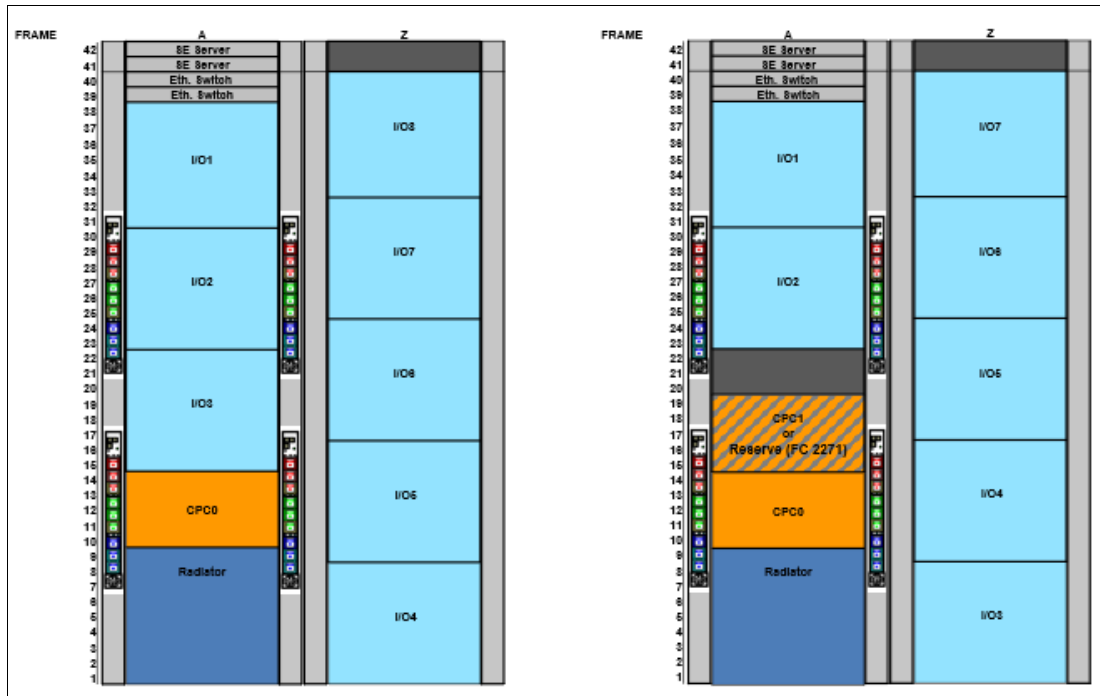 FRAME
A
Z
42
41
40
39
38
37
36
35
34
33
32
31
30
29
28
27
26
25
24
23
22
21
20
19
18
17
16
15
14
13
12
11
10
9
8
7
6
5
4
3
2
1
SE Server
SE Server
Eth. Switch
Eth. Switch
I/O1
I/O2
I/O3
CPC0
Radiator
I/O8
I/O7
I/O6
I/O5
I/O4
FRAME
A
Z
42
41
40
39
38
37
36
35
34
33
32
31
30
29
28
27
26
25
24
23
22
21
20
19
18
17
16
15
14
13
12
11
10
9
8
7
6
5
4
3
2
1
SE Server
SE Server
Eth. Switch
Eth. Switch
I/O1
I/O2
CPC1
or
Reserve (FC 2271)
CPC0
Radiator
I/O7
I/O6
I/O5
I/O4
I/O3